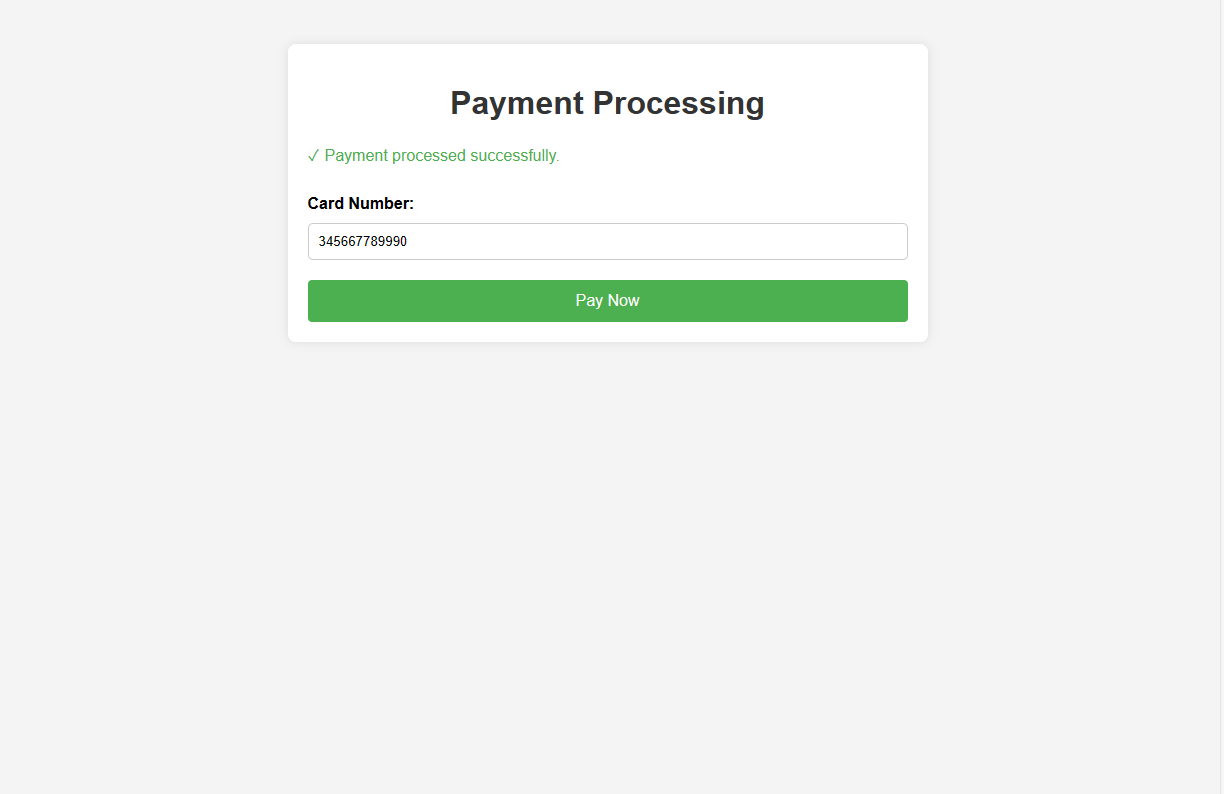 Payment Processing
✓ Payment processed successfully.
Card Number:
345667789990
Pay Now